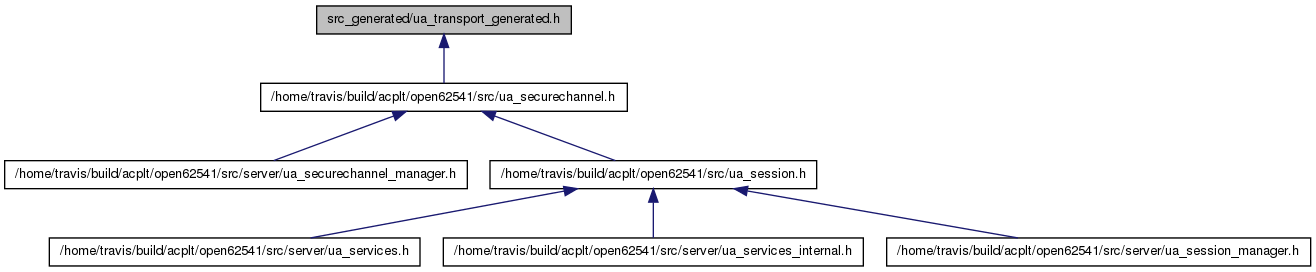 src_generated/ua_transport_generated.h
/home/travis/build/acplt/open62541/src/ua_securechannel.h
/home/travis/build/acplt/open62541/src/server/ua_securechannel_manager.h
/home/travis/build/acplt/open62541/src/ua_session.h
/home/travis/build/acplt/open62541/src/server/ua_services.h
/home/travis/build/acplt/open62541/src/server/ua_services_internal.h
/home/travis/build/acplt/open62541/src/server/ua_session_manager.h